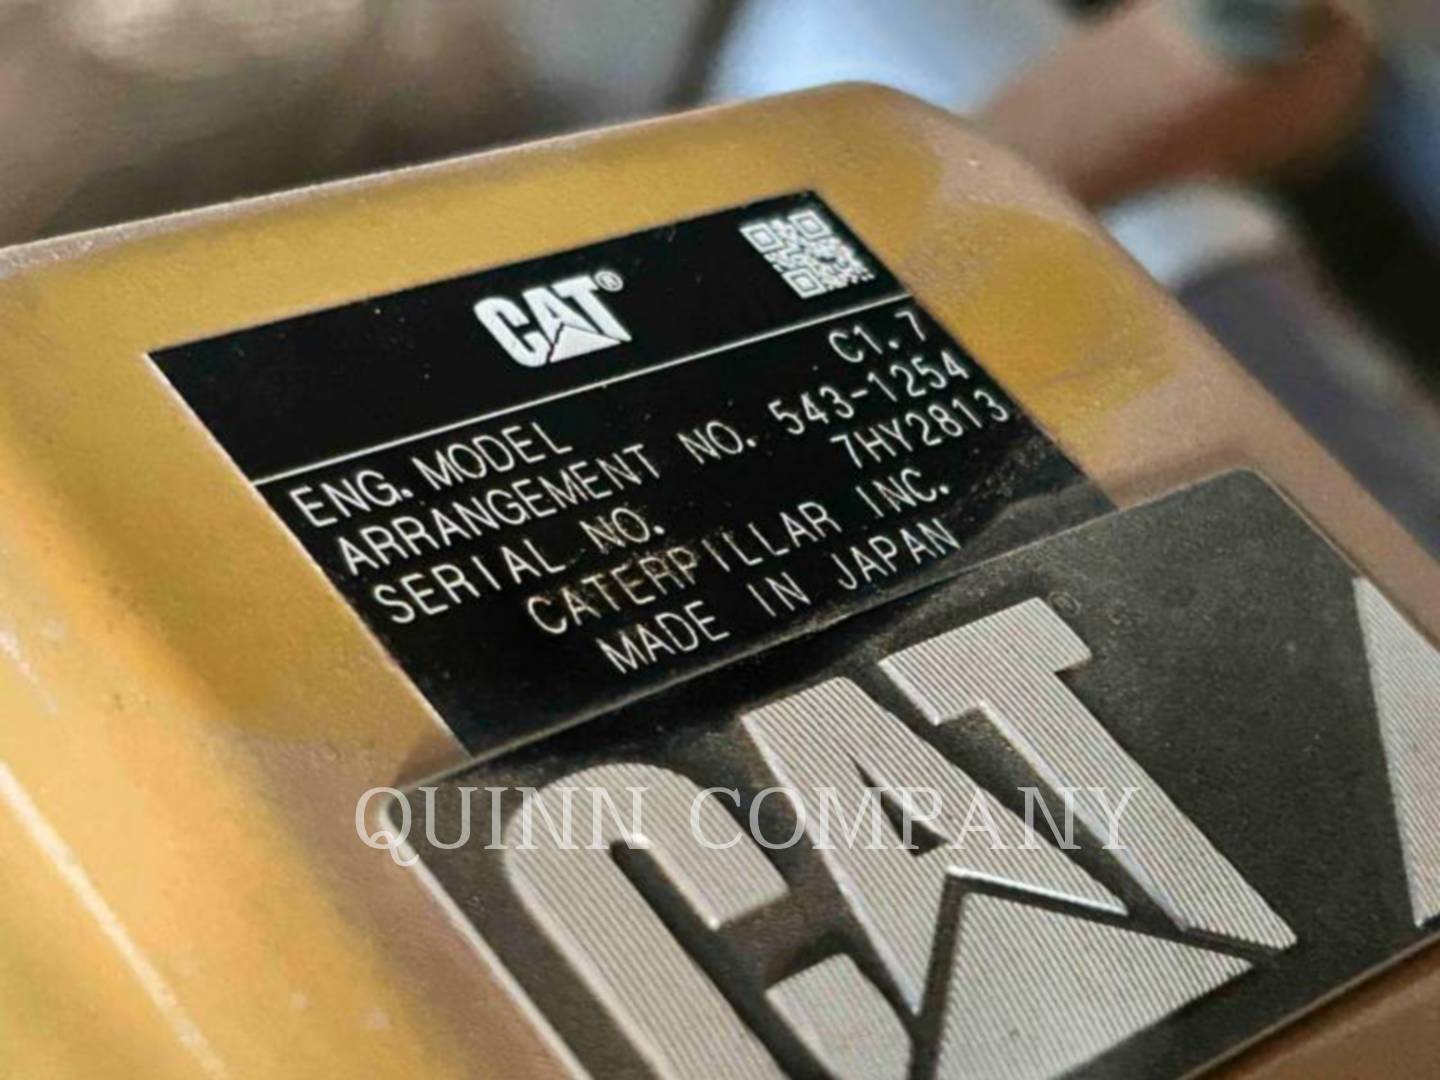 CAT®
ENG. MODEL C1.7
ARRANGEMENT NO. 543-1254
SERIAL NO. 7HY2813
CATERPILLAR INC.
MADE IN JAPAN
CAT®
QUINN COMPANY